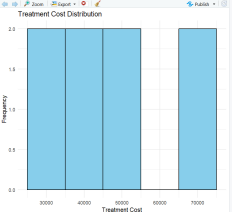 Zoom Export Publish
Treatment Cost Distribution
2.0
1.5
1.0
0.5
0.0
Frequency
30000 40000 50000 60000 70000
Treatment Cost